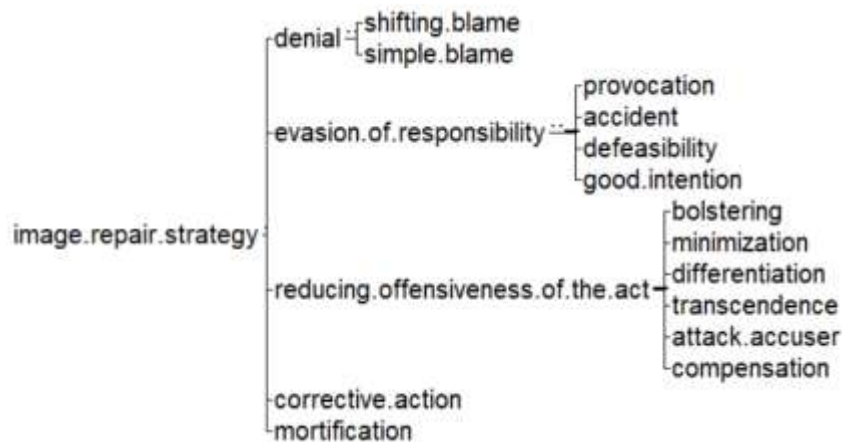 shifting.blame
denial
simple.blame
provocation
accident
evasion.of.responsibility
defeasibility
good.intention
image.repair.strategy
bolstering
minimization
differentiation
reducing.offensiveness.of.the.act
transcendence
attack.accuser
compensation
corrective.action
mortification